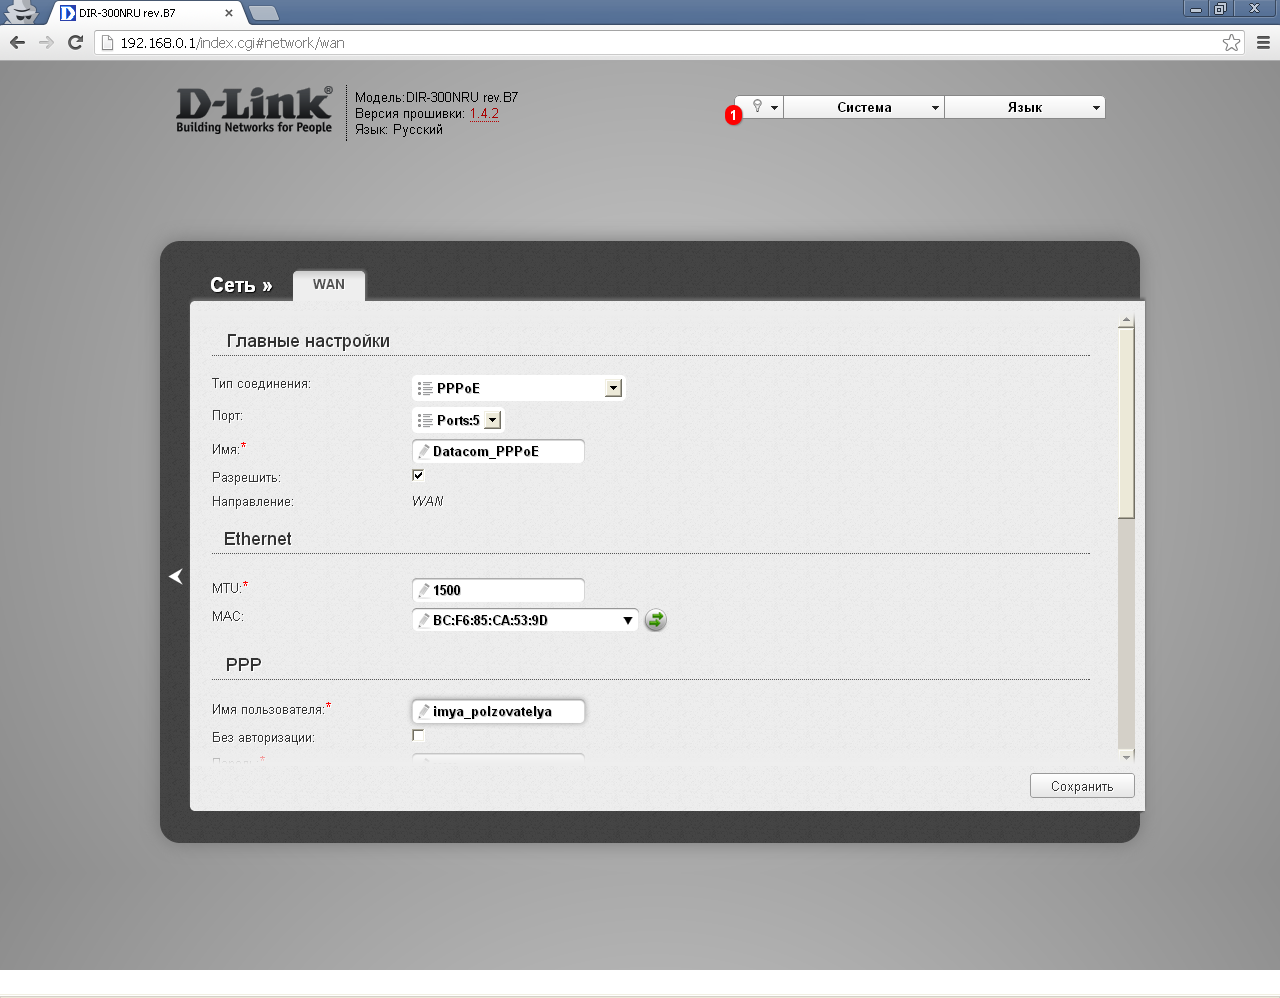 DIR-300NRU rev.B7
192.168.0.1/index.cgi#network/wan
D-Link®
Building Networks for People
Модель:DIR-300NRU rev.B7
Версия прошивки: 1.4.2
Язык: Русский
1
Система
Язык
Сеть »
WAN
Главные настройки
Тип соединения:
PPPoE
Порт:
Ports:5
Имя:*
Datacom_PPPoE
Разрешить:
Направление:
WAN
Ethernet
MTU:*
1500
MAC:
BC:F6:85:CA:53:9D
PPP
Имя пользователя:*
imya_polzovatelya
Без авторизации:
Сохранить